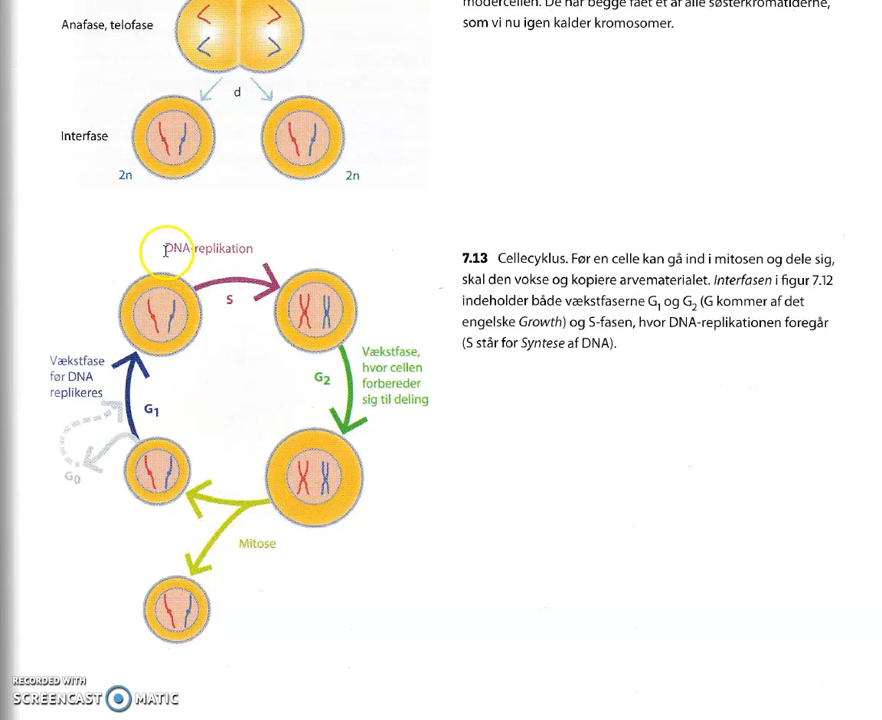 modercellen. De har begge fået et af alle søsterkromatiderne,
som vi nu igen kalder kromosomer.
Anafase, telofase
d
Interfase
2n
2n
DNA-replikation
S
Vækstfase
før DNA
replikeres
G1
G0
G2
Vækstfase,
hvor cellen
forbereder
sig til deling
Mitose
7.13 Cellecyklus. Før en celle kan gå ind i mitosen og dele sig,
skal den vokse og kopiere arvematerialet. Interfasen i figur 7.12
indeholder både vækstfaserne G1 og G2 (G kommer af det
engelske Growth) og S-fasen, hvor DNA-replikationen foregår
(S står for Syntese af DNA).
RECORDED WITH
SCREENCAST MATIC